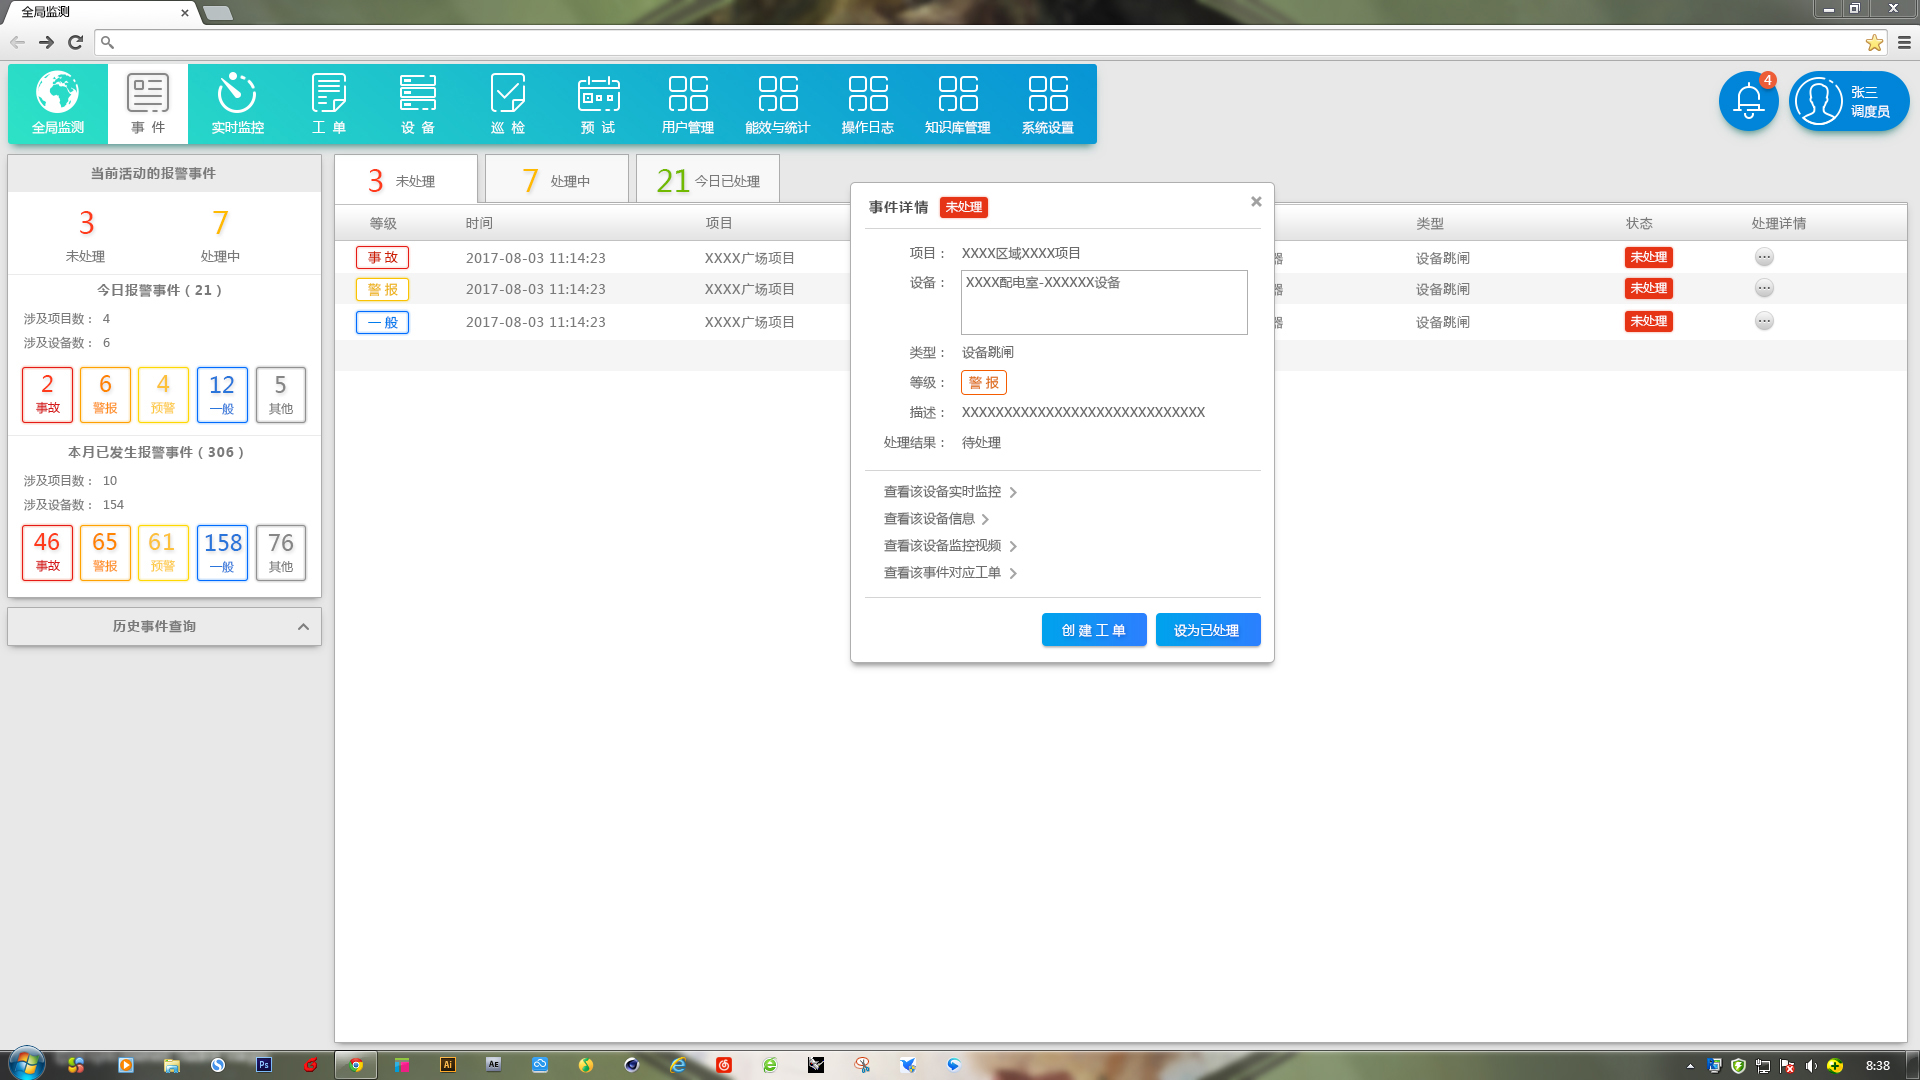 全局监测
全局监测
事 件
实时监控
工 单
设 备
巡 检
预 试
用户管理
能效与统计
操作日志
知识库管理
系统设置
4
张三
调度员
当前活动的报警事件
3
未处理
7
处理中
今日报警事件（21）
涉及项目数： 4
涉及设备数： 6
2
事故
6
警报
4
预警
12
一般
5
其他
本月已发生报警事件（306）
涉及项目数： 10
涉及设备数： 154
46
事故
65
警报
61
预警
158
一般
76
其他
历史事件查询
3 未处理
7 处理中
21 今日已处理
等级 时间 项目 类型 状态 处理详情
事 故 2017-08-03 11:14:23 XXXX广场项目 器 设备跳闸 未处理
警 报 2017-08-03 11:14:23 XXXX广场项目 器 设备跳闸 未处理
一 般 2017-08-03 11:14:23 XXXX广场项目 器 设备跳闸 未处理
事件详情 未处理
项目： XXXX区域XXXX项目
设备： XXXX配电室-XXXXXX设备
类型： 设备跳闸
等级： 警 报
描述： XXXXXXXXXXXXXXXXXXXXXXXXXXXXX
处理结果： 待处理
查看该设备实时监控
查看该设备信息
查看该设备监控视频
查看该事件对应工单
创 建 工 单
设为已处理
Ps
Ai
AE
8:38